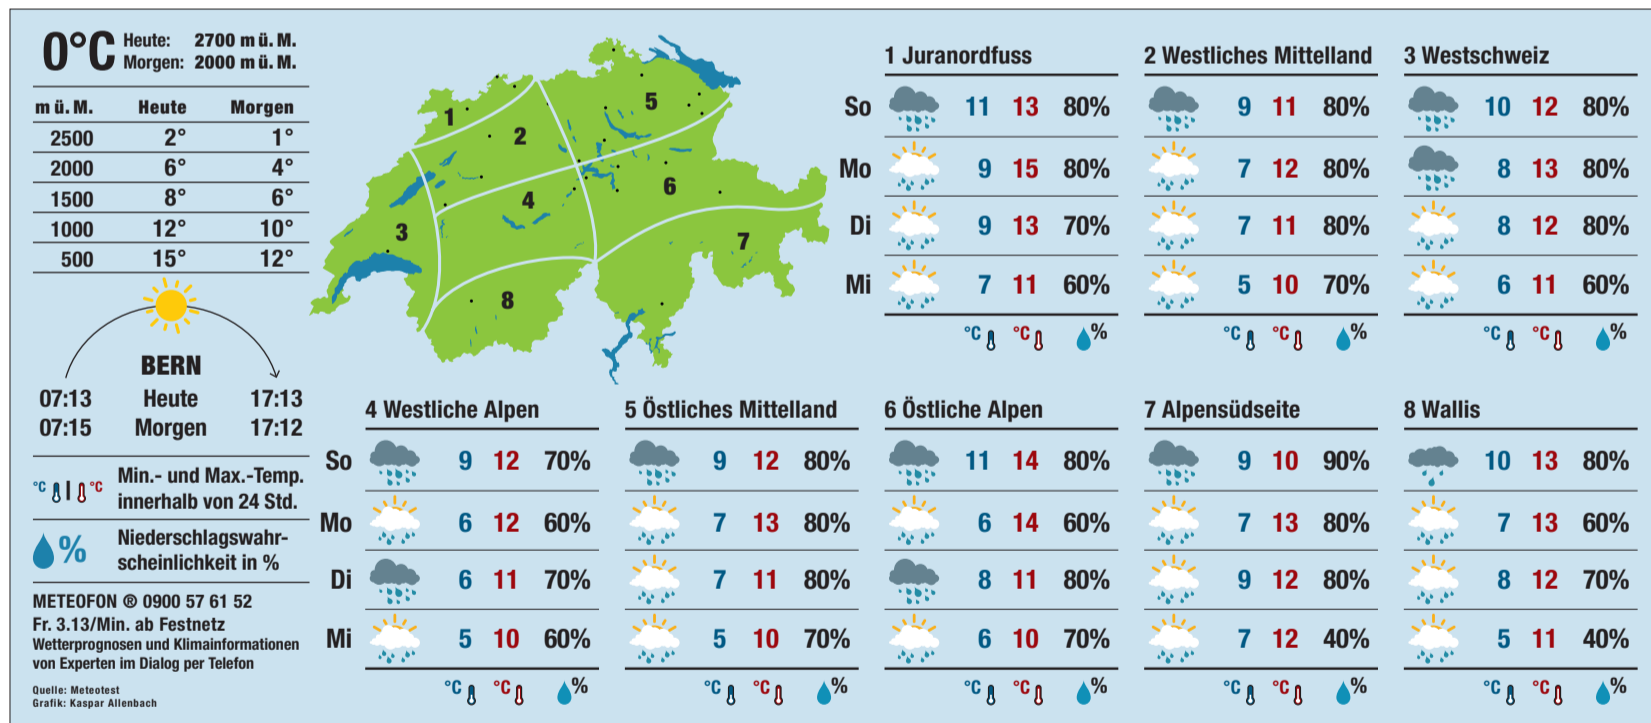 0°C
Heute: 2700 m ü. M.
Morgen: 2000 m ü. M.
m ü. M. Heute Morgen
2500 2° 1°
2000 6° 4°
1500 8° 6°
1000 12° 10°
500 15° 12°
BERN
07:13 Heute 17:13
07:15 Morgen 17:12
°C | °C Min.- und Max.-Temp.
innerhalb von 24 Std.
% Niederschlagswahr-
scheinlichkeit in %
METEOFON ® 0900 57 61 52
Fr. 3.13/Min. ab Festnetz
Wetterprognosen und Klimainformationen
von Experten im Dialog per Telefon
Quelle: Meteotest
Grafik: Kaspar Allenbach
1
2
3
4
5
6
7
8
1 Juranordfuss 2 Westliches Mittelland 3 Westschweiz
So 11 13 80% 9 11 80% 10 12 80%
Mo 9 15 80% 7 12 80% 8 13 80%
Di 9 13 70% 7 11 80% 8 12 80%
Mi 7 11 60% 5 10 70% 6 11 60%
°C °C % °C °C % °C °C %
4 Westliche Alpen 5 Östliches Mittelland 6 Östliche Alpen 7 Alpensüdseite 8 Wallis
So 9 12 70% 9 12 80% 11 14 80% 9 10 90% 10 13 80%
Mo 6 12 60% 7 13 80% 6 14 60% 7 13 80% 7 13 60%
Di 6 11 70% 7 11 80% 8 11 80% 9 12 80% 8 12 70%
Mi 5 10 60% 5 10 70% 6 10 70% 7 12 40% 5 11 40%
°C °C % °C °C % °C °C % °C °C % °C °C %